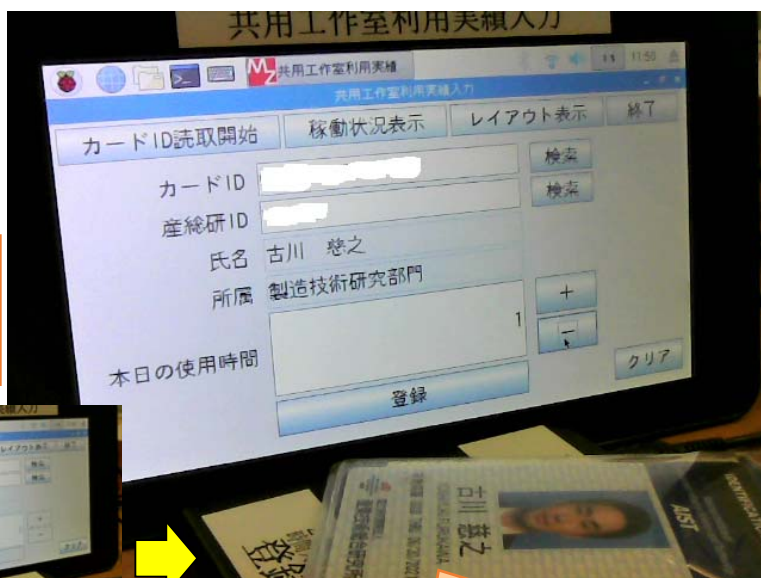 共用工作室利用実績入力
共用工作室利用実績
11:50
共用工作室利用実績入力
カードID読取開始 稼働状況表示 レイアウト表示 終了
カードID 検索
産総研ID 検索
氏名 古川 慈之
所属 製造技術研究部門
本日の使用時間 1 + -
クリア
登録
古川 慈之
AIST
登録